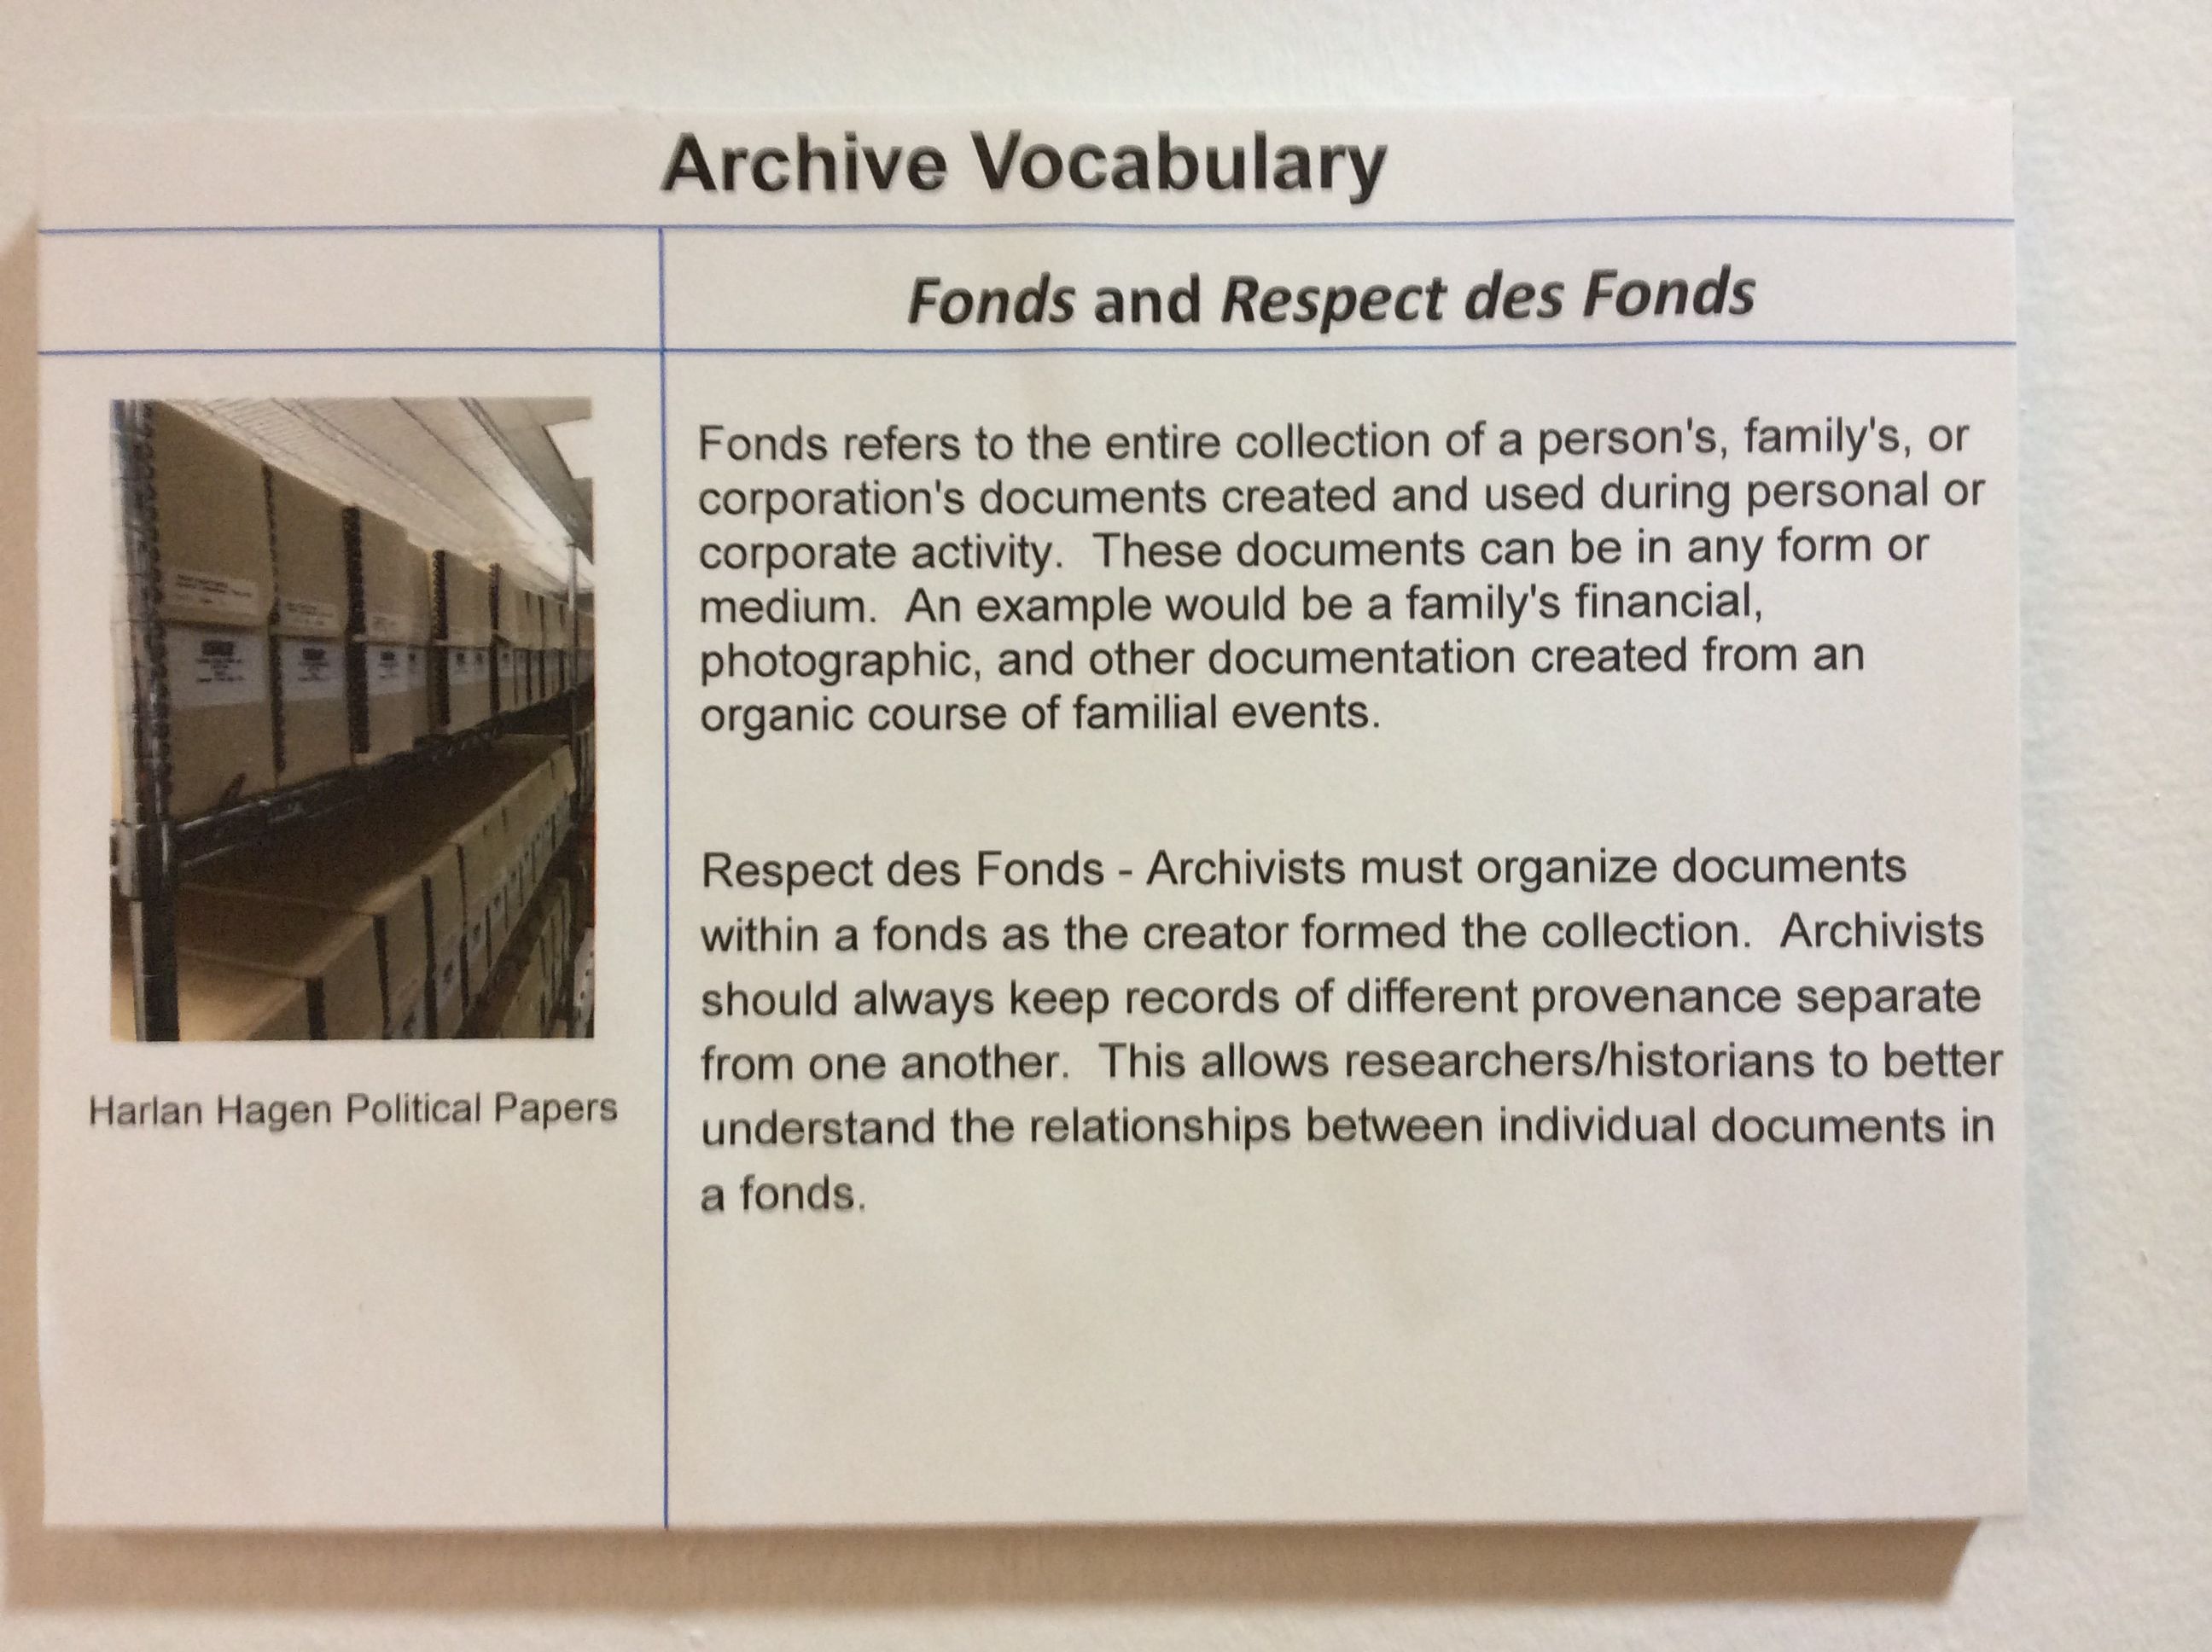 Archive Vocabulary
Fonds and Respect des Fonds
Harlan Hagen Political Papers
Fonds refers to the entire collection of a person's, family's, or
corporation's documents created and used during personal or
corporate activity.  These documents can be in any form or
medium.  An example would be a family's financial,
photographic, and other documentation created from an
organic course of familial events.
Respect des Fonds - Archivists must organize documents
within a fonds as the creator formed the collection.  Archivists
should always keep records of different provenance separate
from one another.  This allows researchers/historians to better
understand the relationships between individual documents in
a fonds.